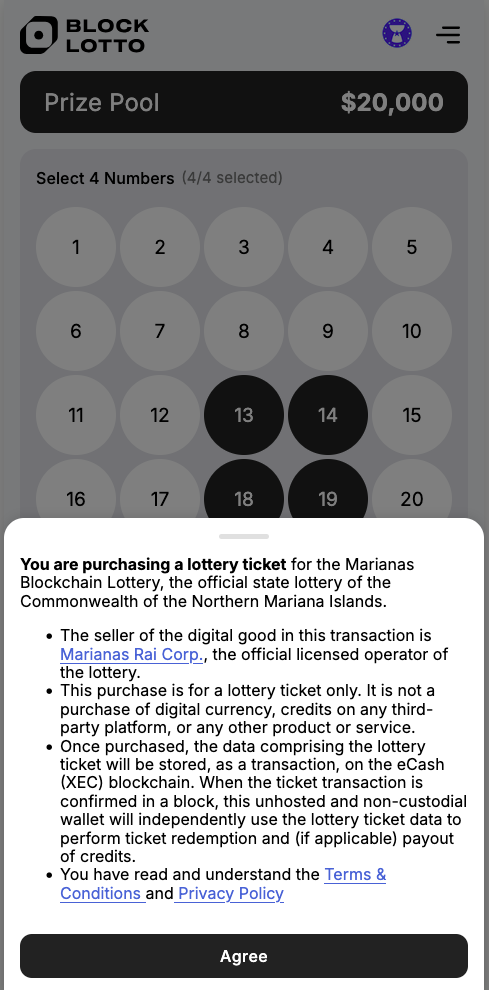 BLOCK
LOTTO
Prize Pool $20,000
Select 4 Numbers (4/4 selected)
1 2 3 4 5
6 7 8 9 10
11 12 13 14 15
16 17 18 19 20
You are purchasing a lottery ticket for the Marianas
Blockchain Lottery, the official state lottery of the
Commonwealth of the Northern Mariana Islands.
• The seller of the digital good in this transaction is
Marianas Rai Corp., the official licensed operator of
the lottery.
• This purchase is for a lottery ticket only. It is not a
purchase of digital currency, credits on any third-
party platform, or any other product or service.
• Once purchased, the data comprising the lottery
ticket will be stored, as a transaction, on the eCash
(XEC) blockchain. When the ticket transaction is
confirmed in a block, this unhosted and non-custodial
wallet will independently use the lottery ticket data to
perform ticket redemption and (if applicable) payout
of credits.
• You have read and understand the Terms &
Conditions and Privacy Policy
Agree